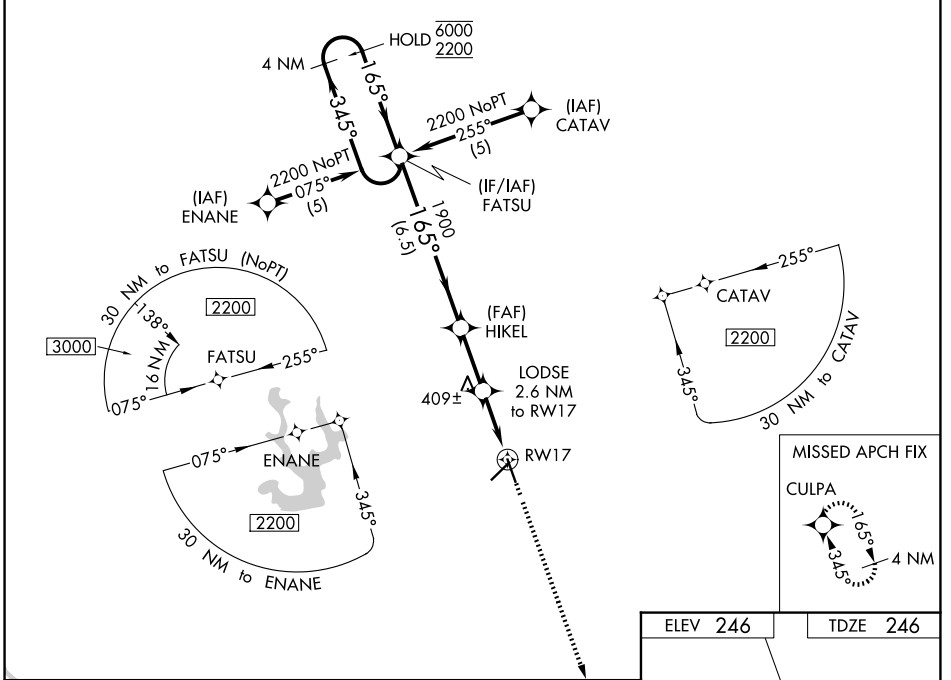 HOLD 6000
2200
4 NM
165°
345°
(IAF)
CATAV
2200 NoPT
255°
(5)
2200 NoPT
075°
(5)
(IAF)
ENANE
(IF/IAF)
FATSU
1900
165°
(6.5)
30 NM to FATSU (NoPT)
2200
138°
3000
16 NM
FATSU
255°
075°
(FAF)
HIKEL
LODSE
2.6 NM
to RW17
409±
RW17
255°
CATAV
2200
345°
30 NM to CATAV
075°
ENANE
345°
2200
30 NM to ENANE
MISSED APCH FIX
CULPA
165°
345°
4 NM
ELEV 246
TDZE 246